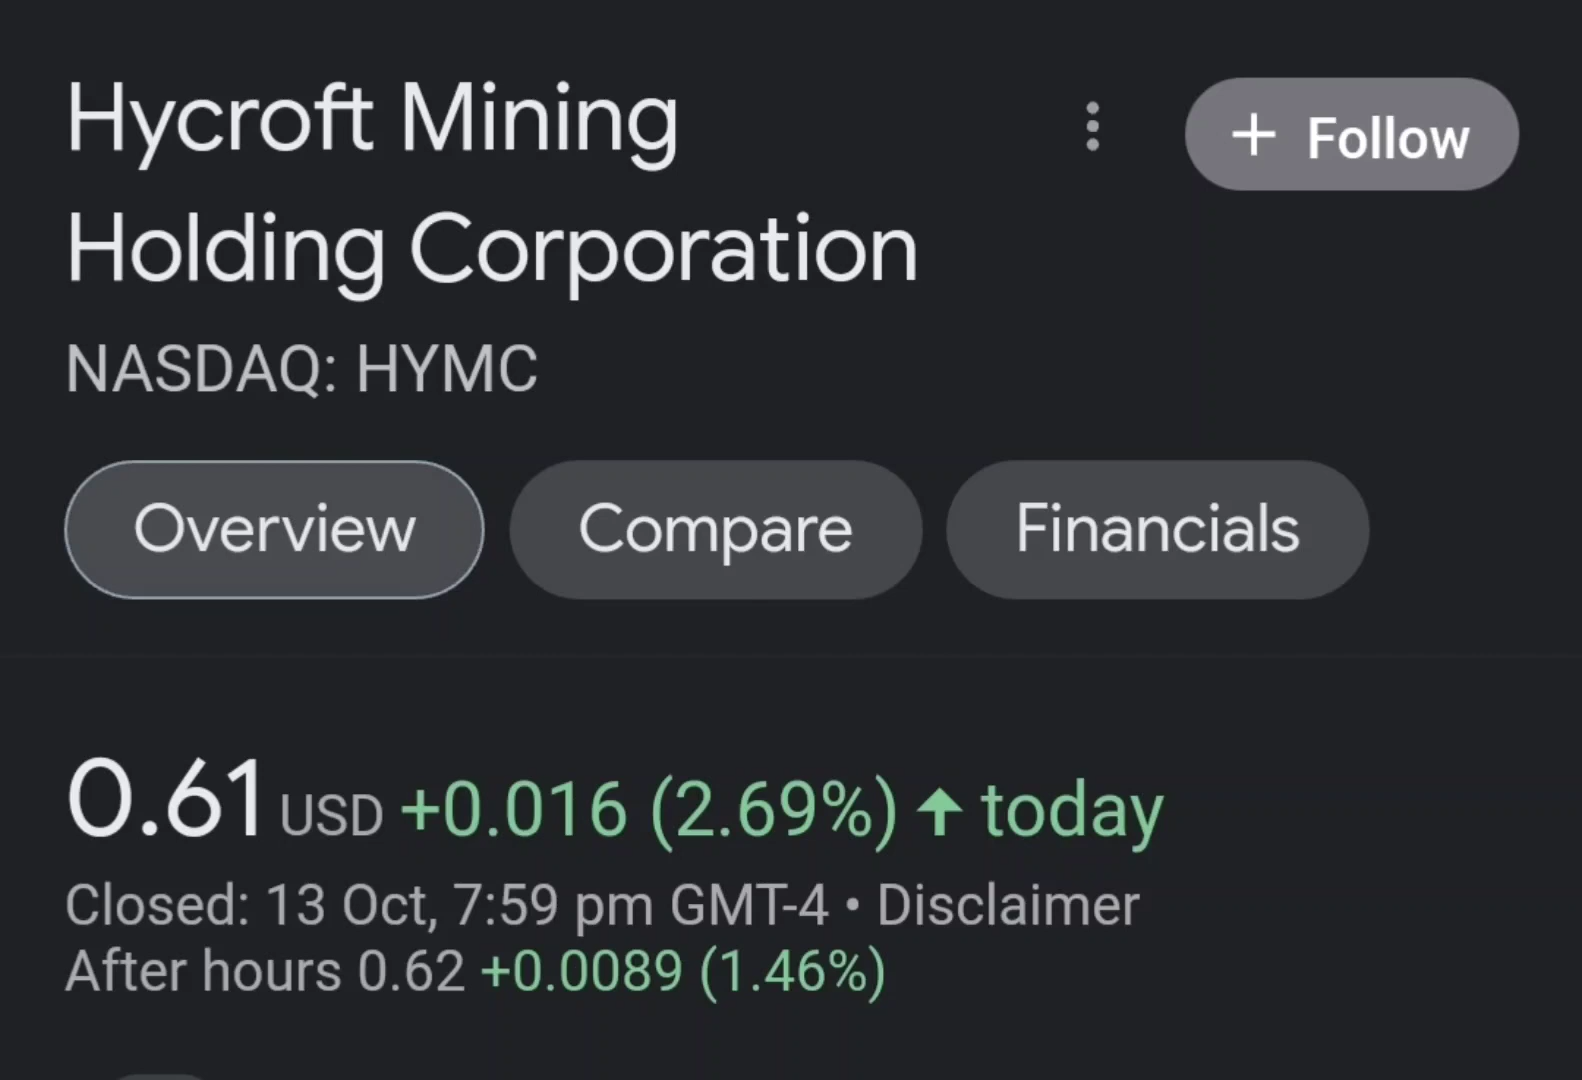 Hycroft Mining
Holding Corporation
+ Follow
NASDAQ: HYMC
Overview
Compare
Financials
0.61 USD +0.016 (2.69%) ↑ today
Closed: 13 Oct, 7:59 pm GMT-4 • Disclaimer
After hours 0.62 +0.0089 (1.46%)